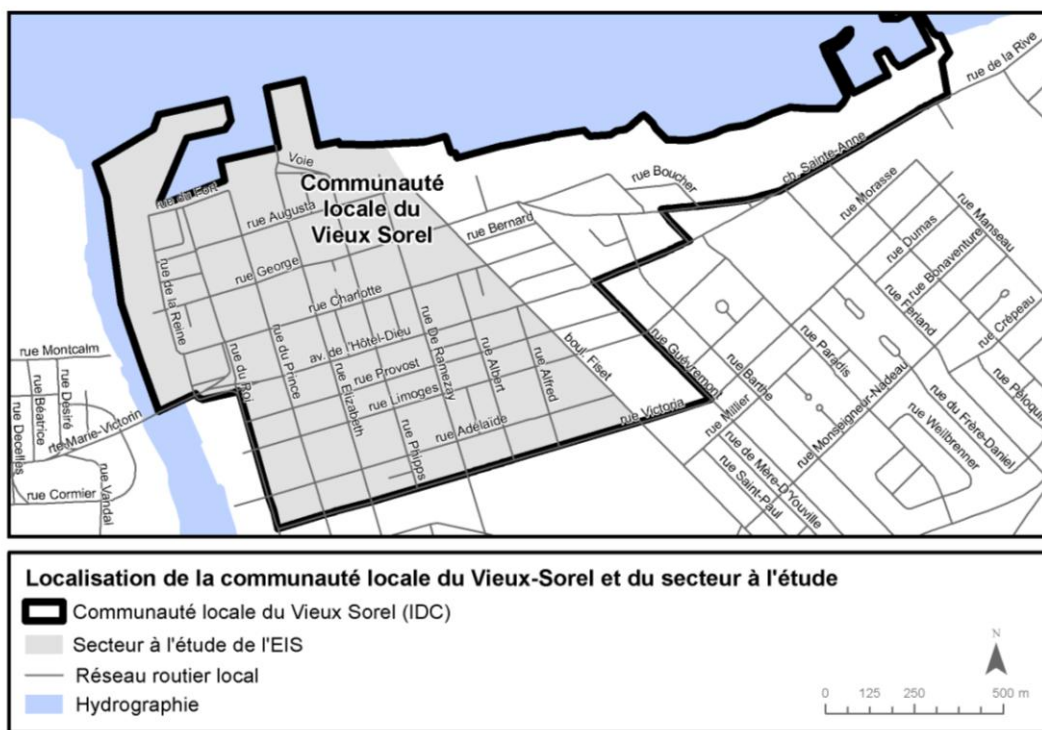 rue de la Rive
ch. Sainte-Anne
rue Boucher
rue Morasse
rue Manseau
rue Dumas
rue Bonaventure
rue Ferland
rue Crépeau
rue Péloquin
Voie
rue du Fort
Communauté
locale du
Vieux Sorel
rue Augusta
rue Bernard
rue George
rue de la Reine
rue Charlotte
av. de l'Hôtel-Dieu
rue du Roi
rue du Prince
rue Elizabeth
rue Provost
rue Limoges
rue De Ramezay
rue Albert
rue Alfred
rue Adélaïde
rue Phipps
boul. Fiset
rue Victoria
rue Guévremont
rue Barthe
rue Paradis
rue Millier
rue Monseigneur-Nadeau
rue de Mère-D'Youville
rue Saint-Paul
rue Weilbrenner
rue du Frère-Daniel
rue Montcalm
rue Béatrice
rue Désiré
rue Decelles
rte Marie-Victorin
rue Cormier
rue Vandal
Localisation de la communauté locale du Vieux-Sorel et du secteur à l'étude
Communauté locale du Vieux Sorel (IDC)
Secteur à l'étude de l'EIS
Réseau routier local
Hydrographie
N
0 125 250 500 m